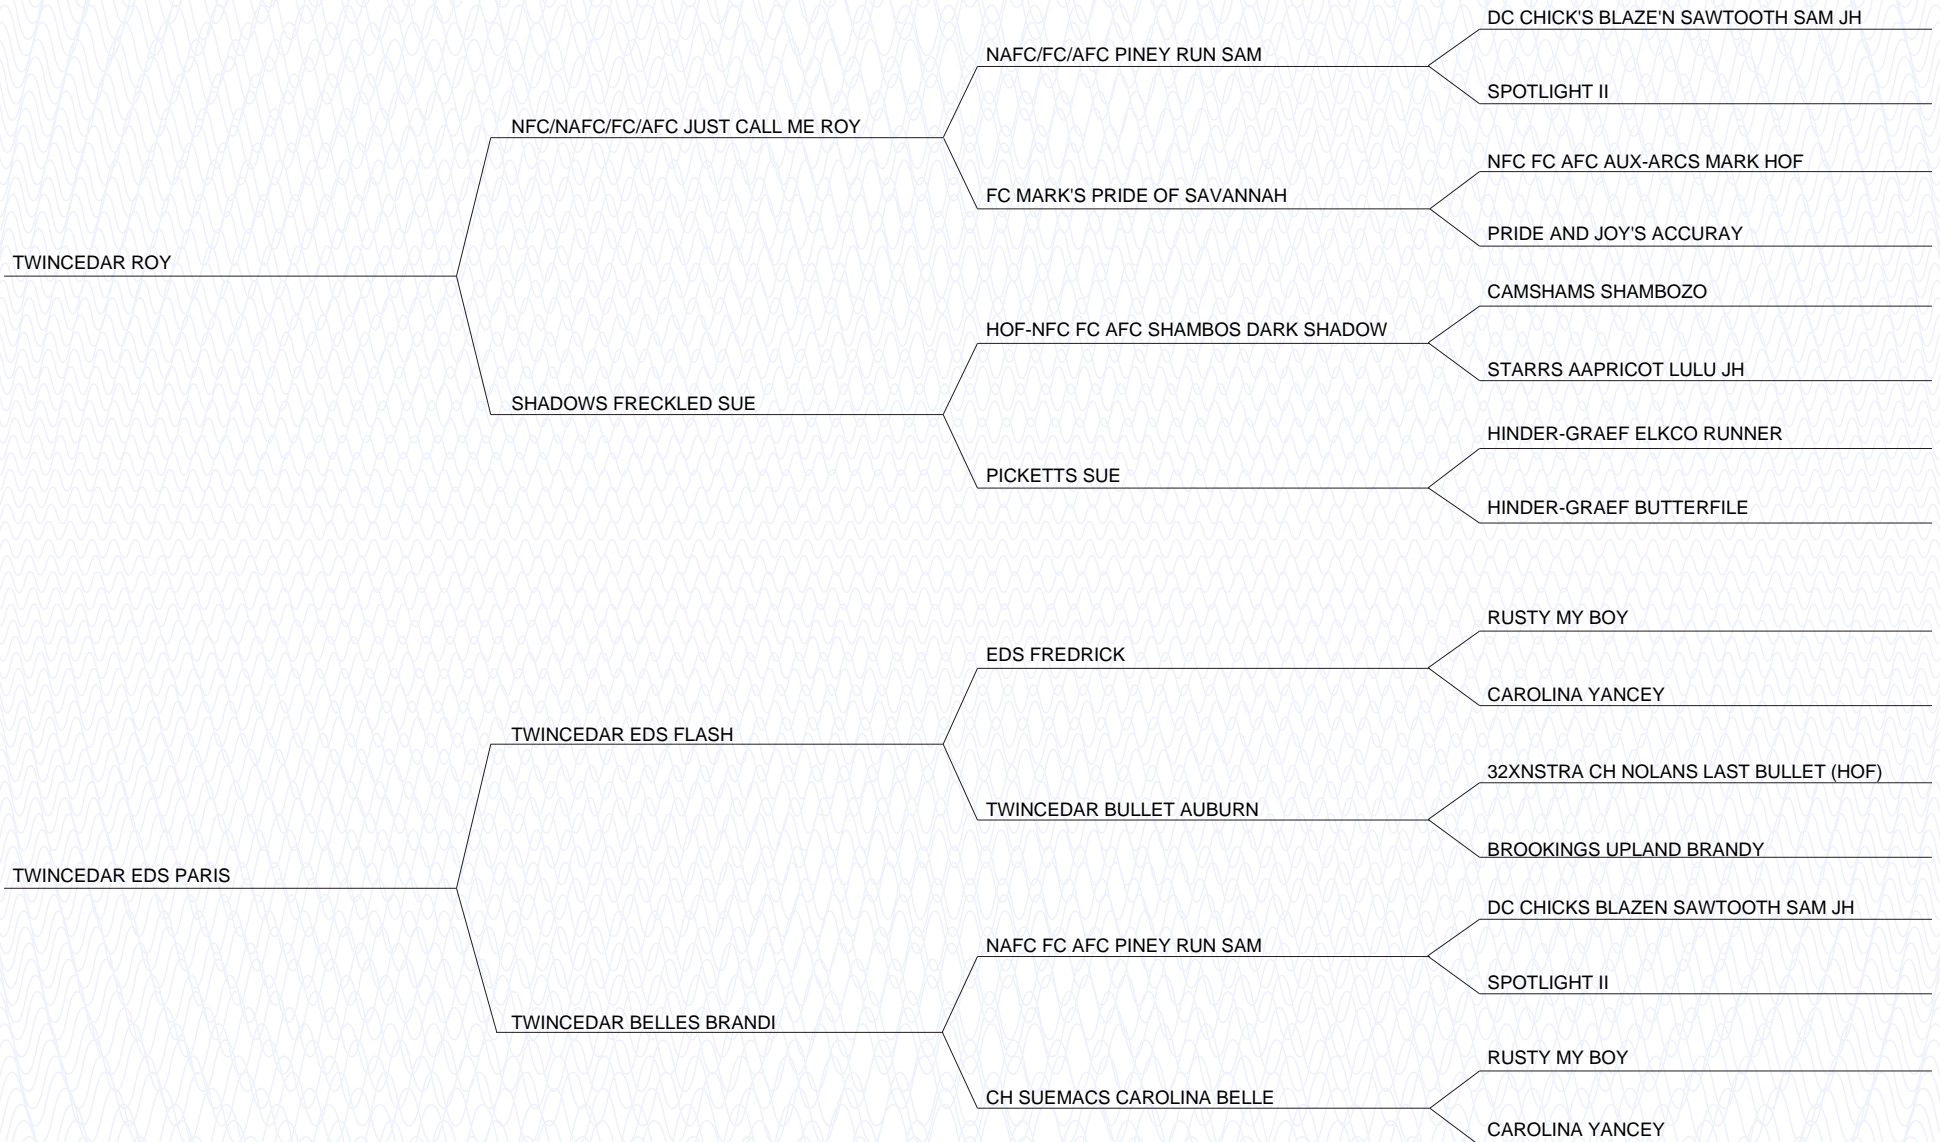 DC CHICK'S BLAZE'N SAWTOOTH SAM JH
NAFC/FC/AFC PINEY RUN SAM
SPOTLIGHT II
NFC/NAFC/FC/AFC JUST CALL ME ROY
NFC FC AFC AUX-ARCS MARK HOF
FC MARK'S PRIDE OF SAVANNAH
PRIDE AND JOY'S ACCURAY
TWINCEDAR ROY
CAMSHAMS SHAMBOZO
HOF-NFC FC AFC SHAMBOS DARK SHADOW
STARRS AAPRICOT LULU JH
SHADOWS FRECKLED SUE
HINDER-GRAEF ELKCO RUNNER
PICKETTS SUE
HINDER-GRAEF BUTTERFILE
RUSTY MY BOY
EDS FREDRICK
CAROLINA YANCEY
TWINCEDAR EDS FLASH
32XNSTRA CH NOLANS LAST BULLET (HOF)
TWINCEDAR BULLET AUBURN
BROOKINGS UPLAND BRANDY
TWINCEDAR EDS PARIS
DC CHICKS BLAZEN SAWTOOTH SAM JH
NAFC FC AFC PINEY RUN SAM
SPOTLIGHT II
TWINCEDAR BELLES BRANDI
RUSTY MY BOY
CH SUEMACS CAROLINA BELLE
CAROLINA YANCEY